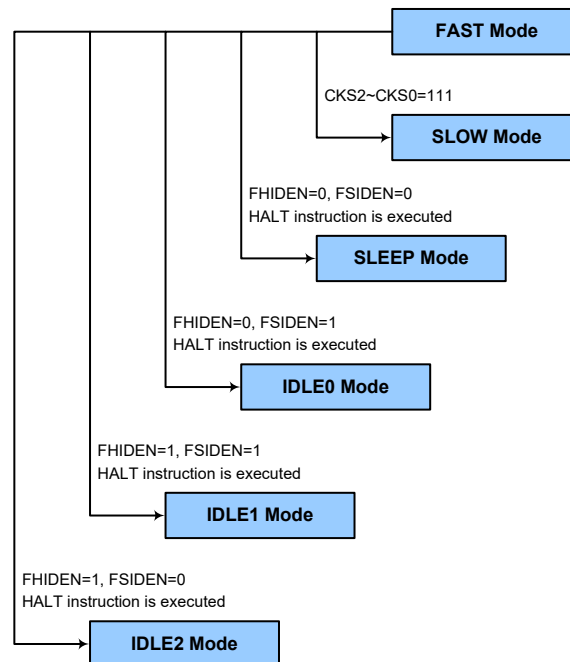 FAST Mode
CKS2~CKS0=111
SLOW Mode
FHIDEN=0, FSIDEN=0
HALT instruction is executed
SLEEP Mode
FHIDEN=0, FSIDEN=1
HALT instruction is executed
IDLE0 Mode
FHIDEN=1, FSIDEN=1
HALT instruction is executed
IDLE1 Mode
FHIDEN=1, FSIDEN=0
HALT instruction is executed
IDLE2 Mode